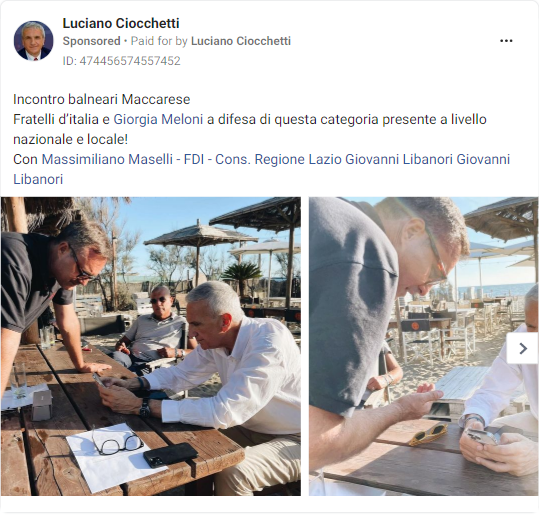 Luciano Ciocchetti
Sponsored • Paid for by Luciano Ciocchetti
ID: 474456574557452
Incontro balneari Maccarese
Fratelli d’italia e Giorgia Meloni a difesa di questa categoria presente a livello
nazionale e locale!
Con Massimiliano Maselli - FDI - Cons. Regione Lazio Giovanni Libanori Giovanni
Libanori